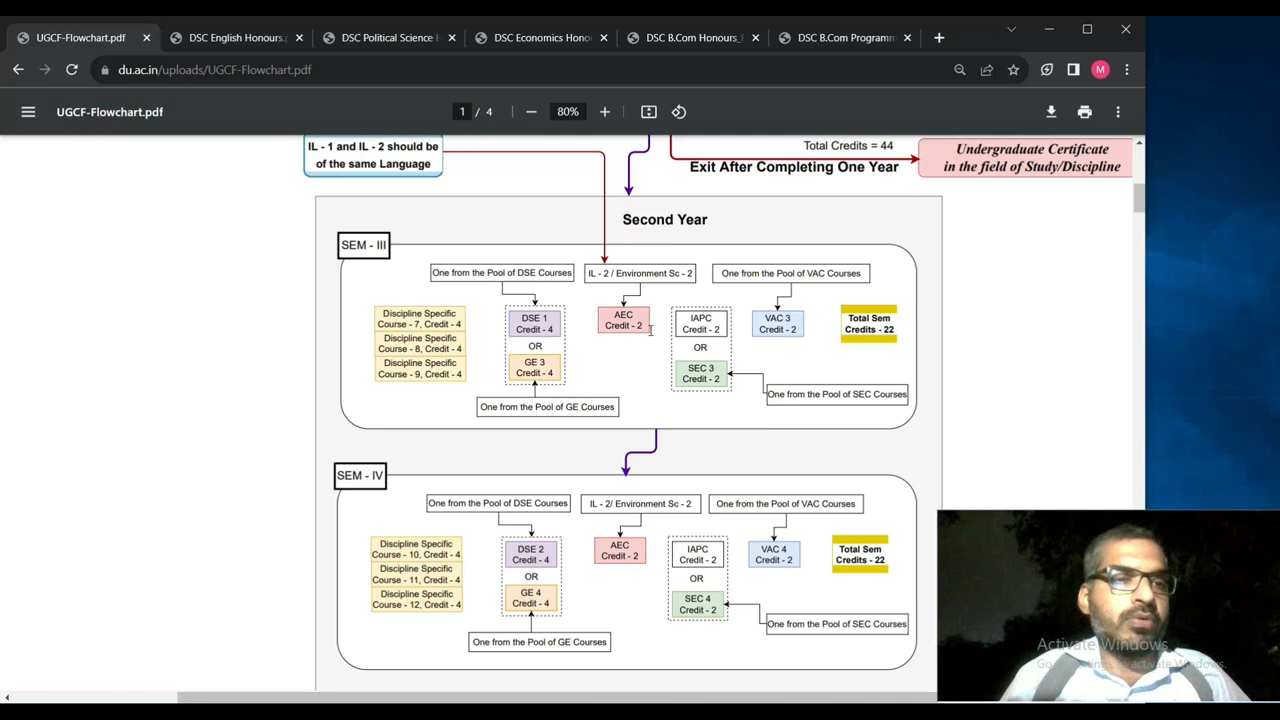 UGCF-Flowchart.pdf
DSC English Honours.p
DSC Political Science H
DSC Economics Honou
DSC B.Com Honours_f
DSC B.Com Programm
du.ac.in/uploads/UGCF-Flowchart.pdf
M
UGCF-Flowchart.pdf
1 / 4
80%
IL - 1 and IL - 2 should be
of the same Language
Total Credits = 44
Exit After Completing One Year
Undergraduate Certificate
in the field of Study/Discipline
Second Year
SEM - III
One from the Pool of DSE Courses
IL - 2 / Environment Sc - 2
One from the Pool of VAC Courses
Discipline Specific
Course - 7, Credit - 4
Discipline Specific
Course - 8, Credit - 4
Discipline Specific
Course - 9, Credit - 4
DSE 1
Credit - 4
OR
GE 3
Credit - 4
AEC
Credit - 2
IAPC
Credit - 2
OR
SEC 3
Credit - 2
VAC 3
Credit - 2
Total Sem
Credits - 22
One from the Pool of SEC Courses
One from the Pool of GE Courses
SEM - IV
One from the Pool of DSE Courses
IL - 2/ Environment Sc - 2
One from the Pool of VAC Courses
Discipline Specific
Course - 10, Credit - 4
Discipline Specific
Course - 11, Credit - 4
Discipline Specific
Course - 12, Credit - 4
DSE 2
Credit - 4
OR
GE 4
Credit - 4
AEC
Credit - 2
IAPC
Credit - 2
OR
SEC 4
Credit - 2
VAC 4
Credit - 2
Total Sem
Credits - 22
One from the Pool of SEC Courses
One from the Pool of GE Courses
Activate Windows
Go to Settings to activate Windows.